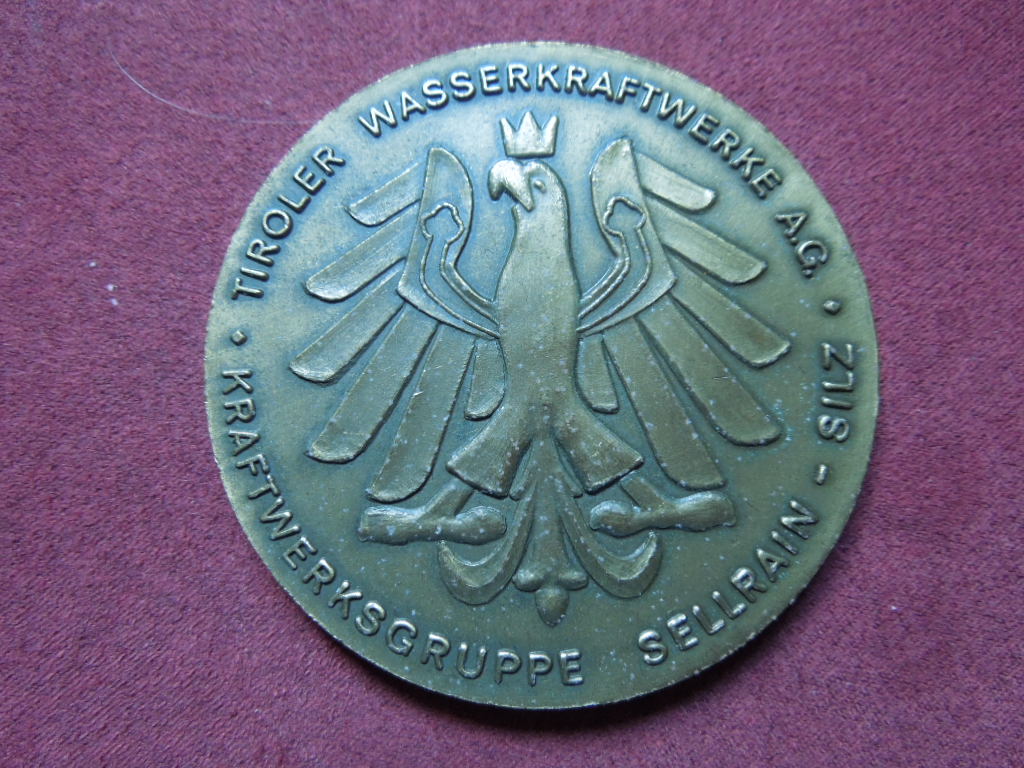 TIROLER WASSERKRAFTWERKE A.G.
KRAFTWERKSGRUPPE SELLRAIN - SILZ